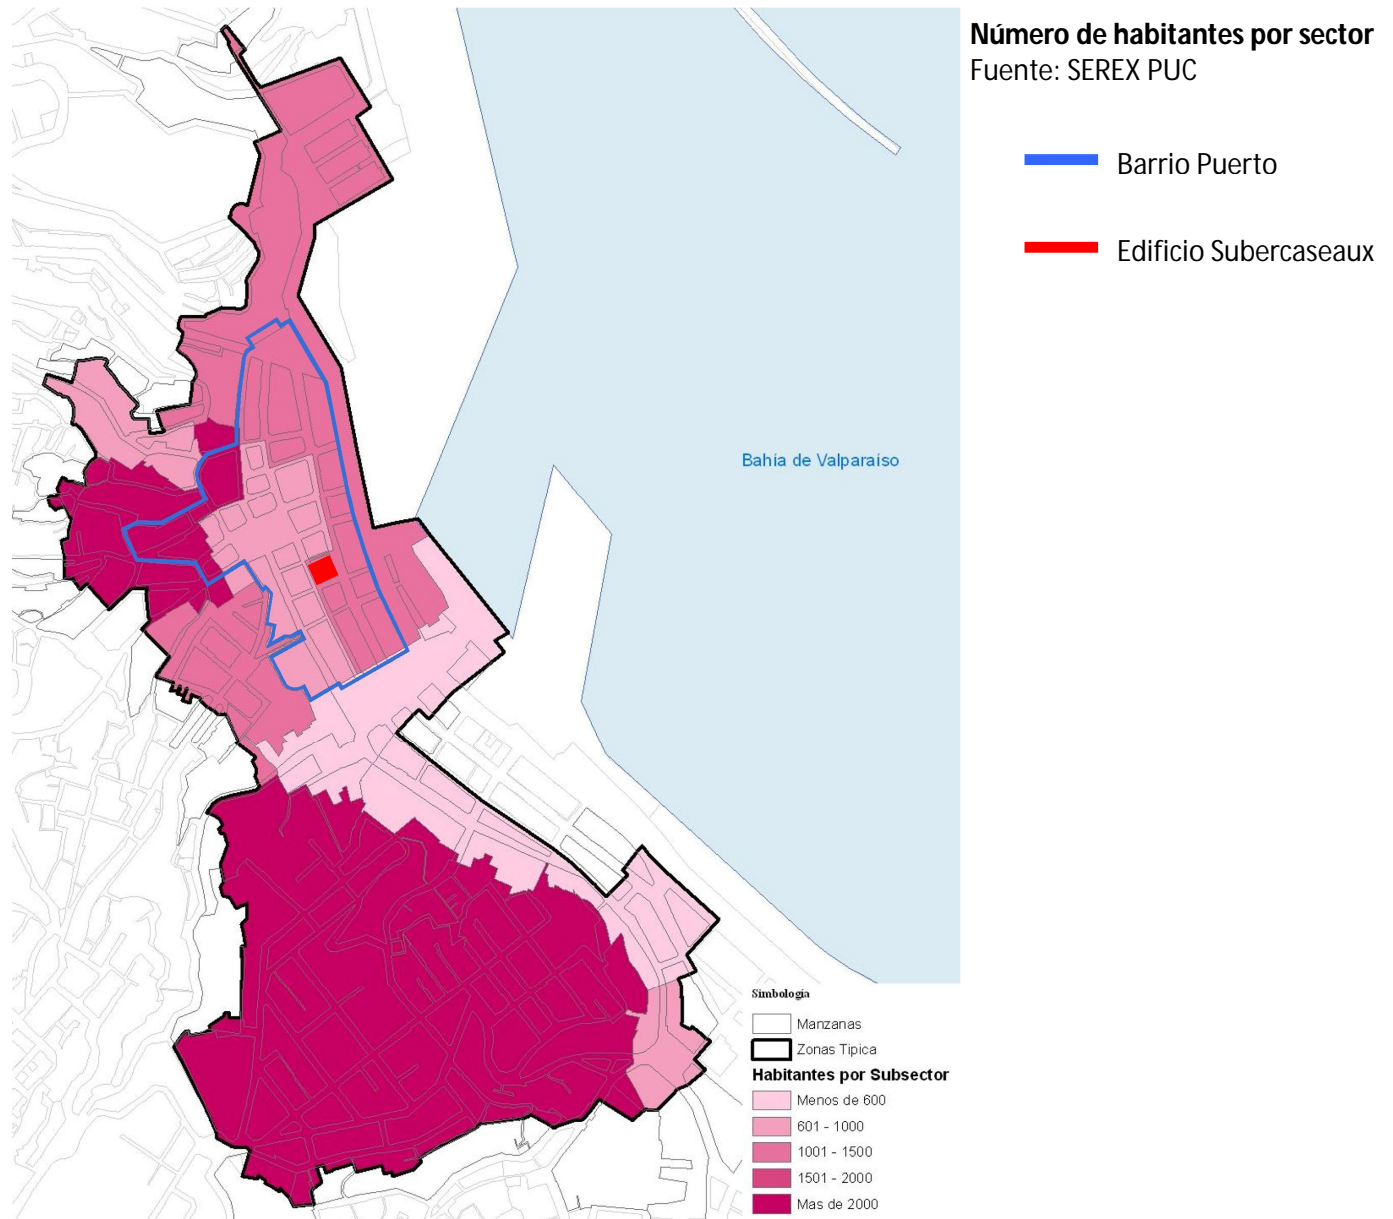 Número de habitantes por sector
Fuente: SEREX PUC
Barrio Puerto
Edificio Subercaseaux
Bahía de Valparaíso
Simbología
Manzanas
Zonas Tipica
Habitantes por Subsector
Menos de 600
601 - 1000
1001 - 1500
1501 - 2000
Mas de 2000